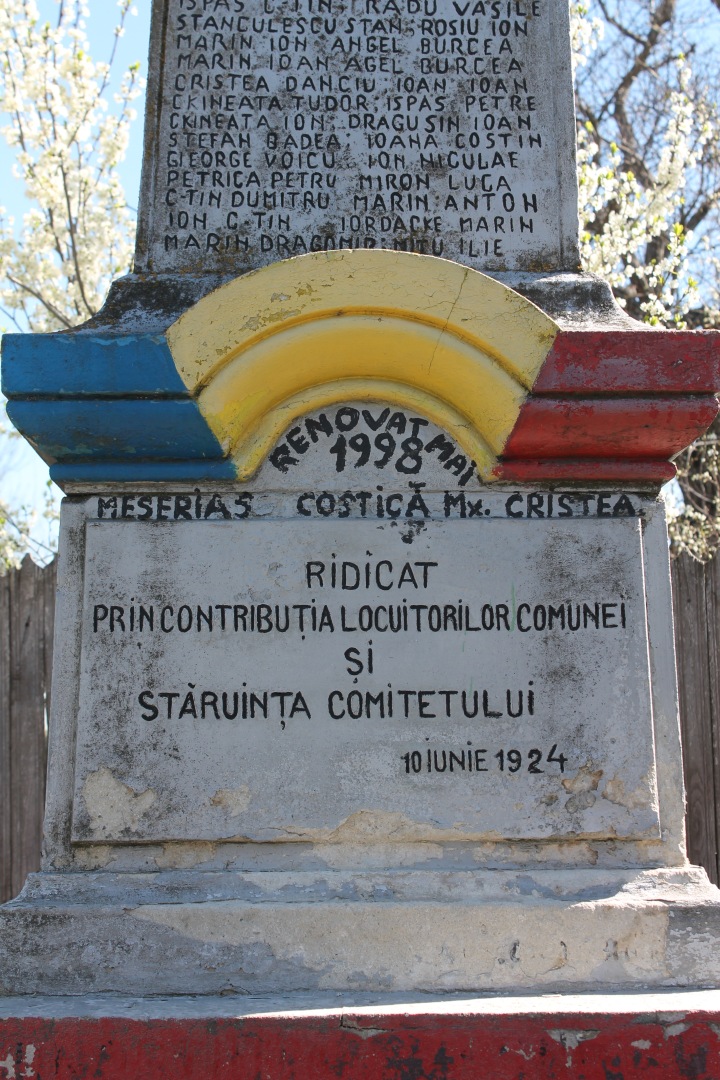 ISPAS C-TIN: RADU VASILE
STANCULESCU STAN: ROSIU ION
MARIN ION ANGEL BURCEA
MARIN IOAN AGEL BURCEA
CRISTEA DANCIU IOAN IOAN
CKINEATA TUDOR: ISPAS PETRE
CKINEATA ION: DRAGUSIN IOAN
STEFAN BADEA: IOANA COSTIN
GIEORGE VOICU: ION NICULAE
PETRICA PETRU MIRON LUCA
C-TIN DUMITRU MARIN: ANTON
ION C-TIN IORDACKE MARIN
MARIN DRAGOMIR: NITU ILIE
RENOVAT MAI
1998
MESERIAS COSTICĂ Mx. CRISTEA
RIDICAT
PRIN CONTRIBUȚIA LOCUITORILOR COMUNEI
ȘI
STĂRUINȚA COMITETULUI
10 IUNIE 1924